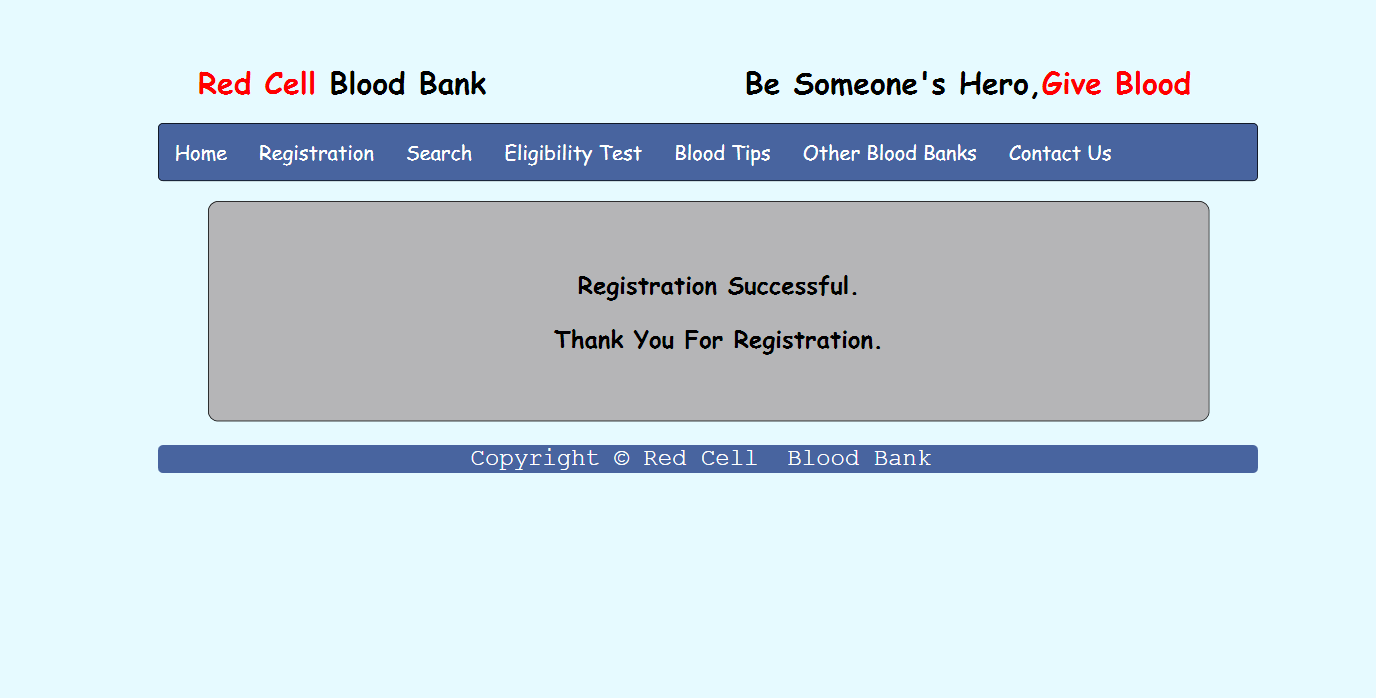 Red Cell Blood Bank
Be Someone's Hero,Give Blood
Home Registration Search Eligibility Test Blood Tips Other Blood Banks Contact Us
Registration Successful.
Thank You For Registration.
Copyright © Red Cell  Blood Bank